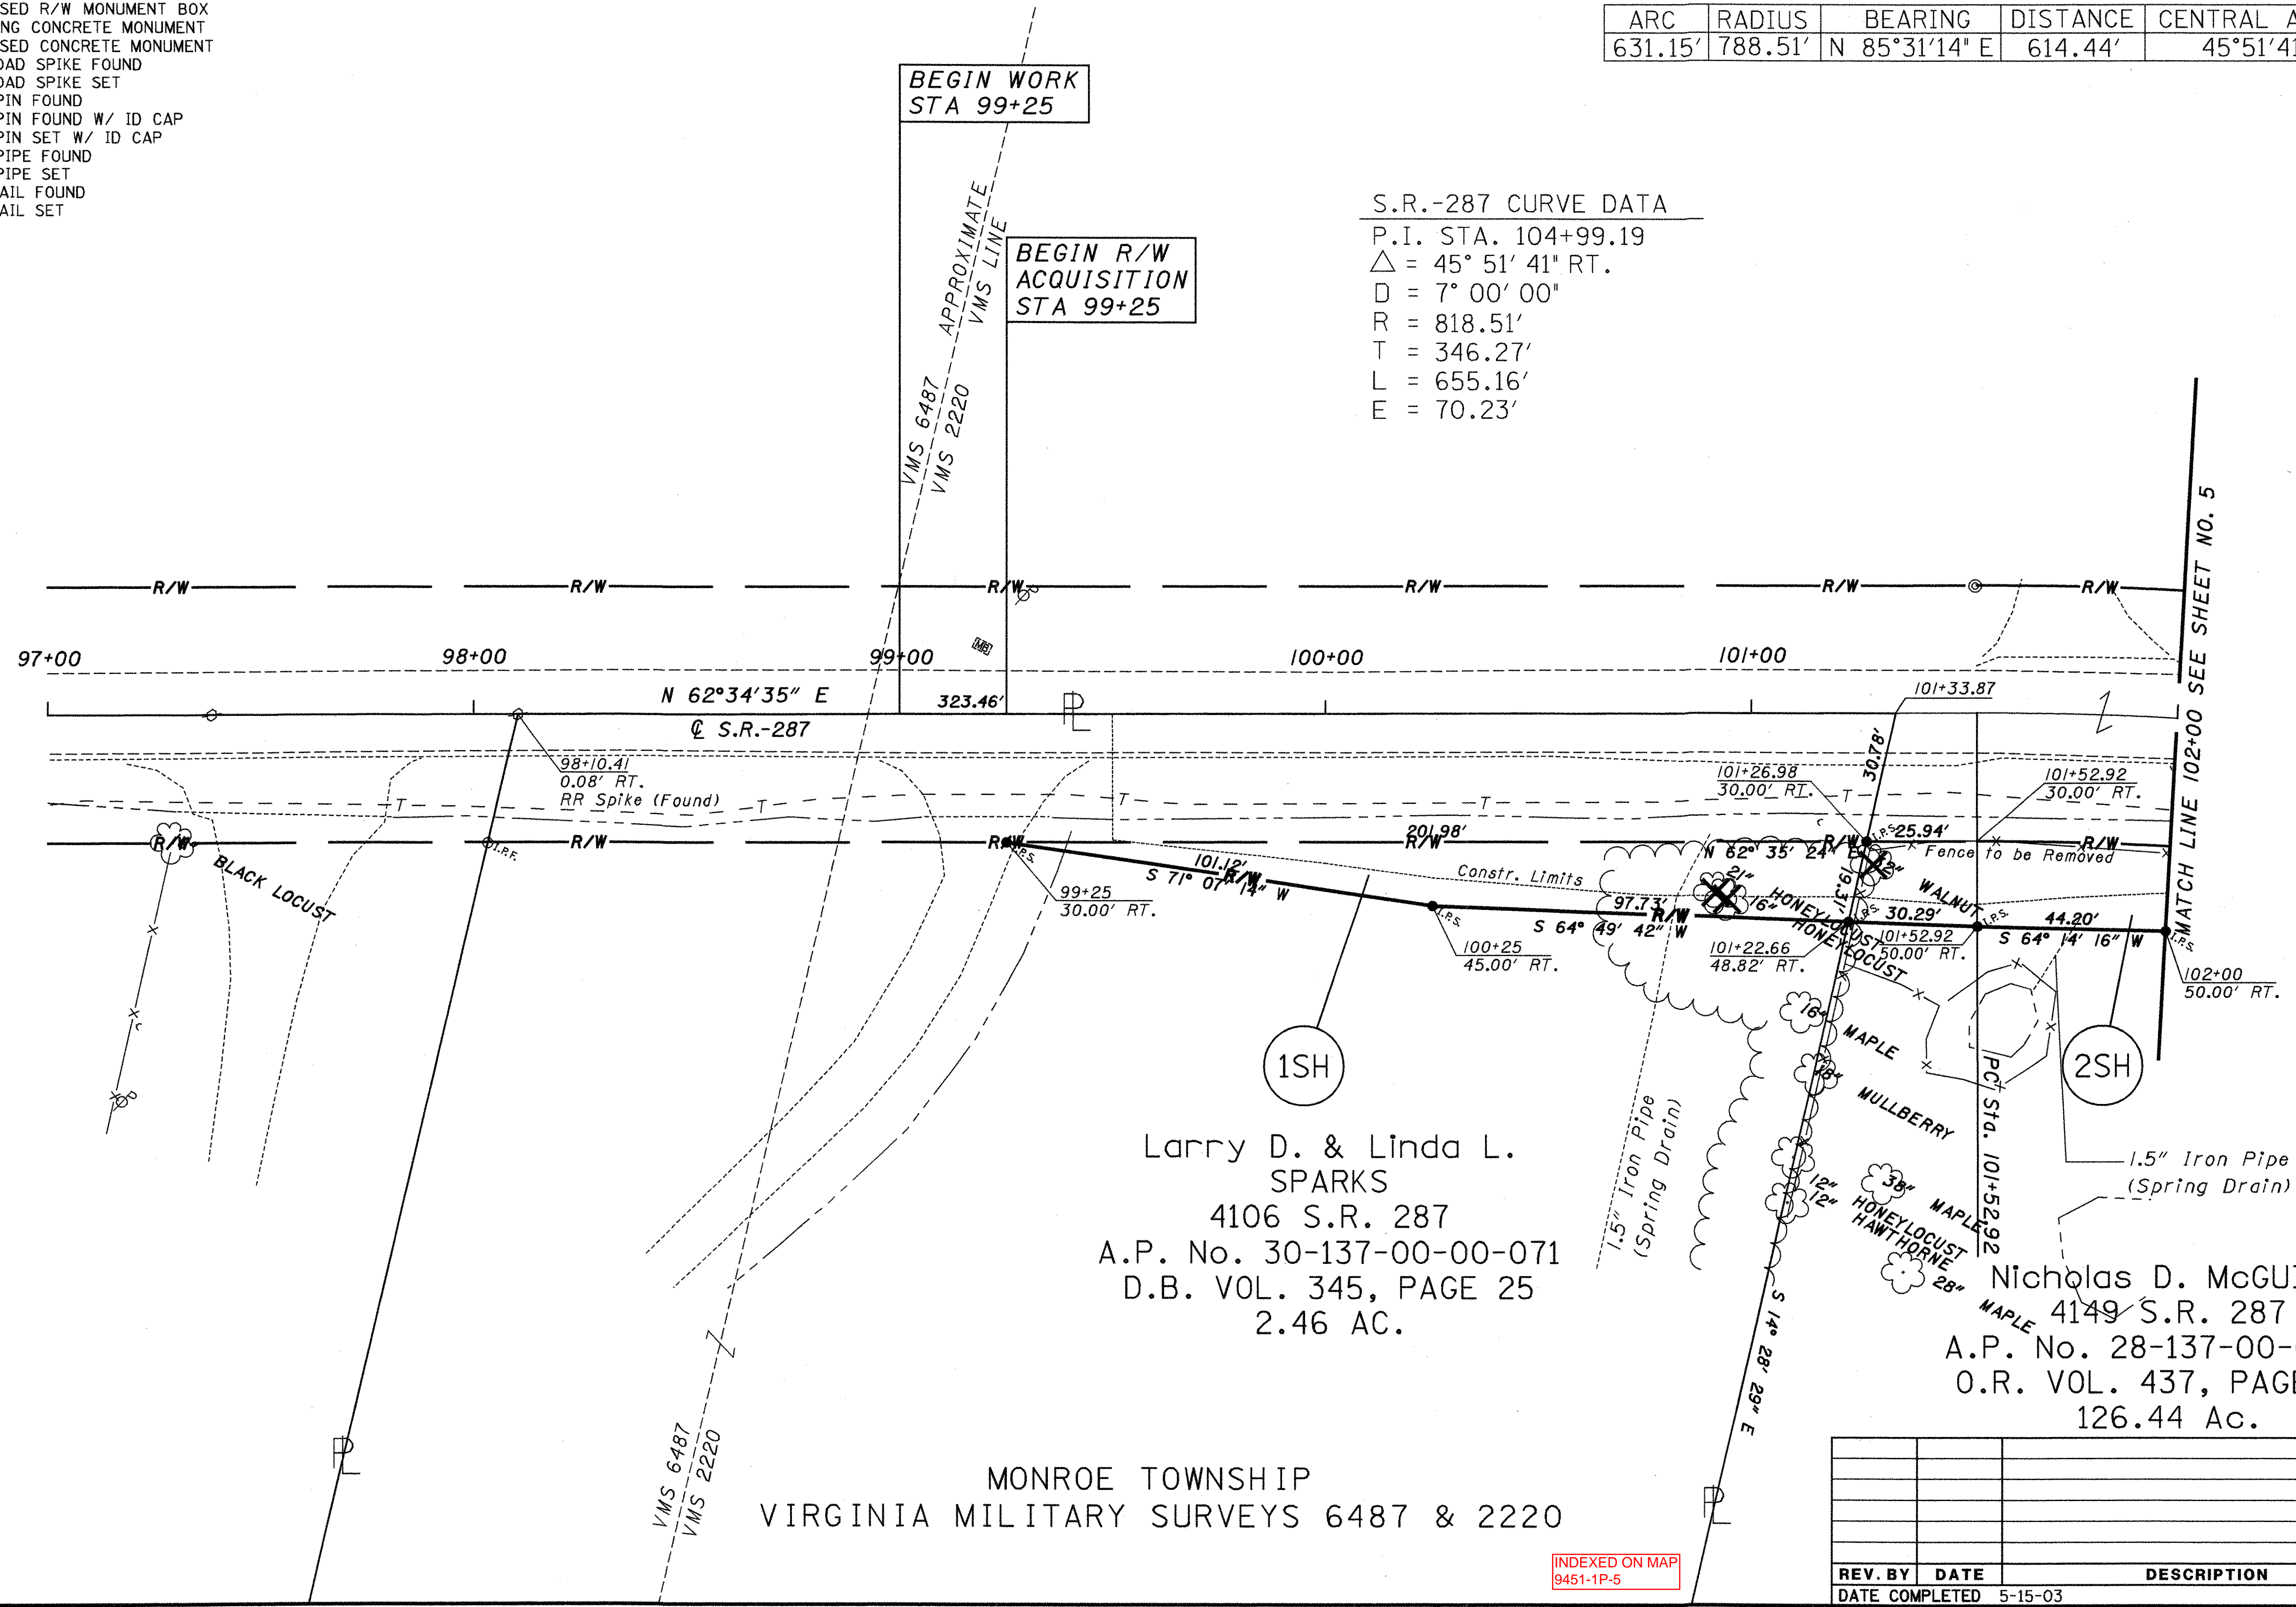 SED R/W MONUMENT BOX
NG CONCRETE MONUMENT
SED CONCRETE MONUMENT
OAD SPIKE FOUND
OAD SPIKE SET
PIN FOUND
PIN FOUND W/ ID CAP
PIN SET W/ ID CAP
PIPE FOUND
PIPE SET
AIL FOUND
AIL SET
ARC RADIUS BEARING DISTANCE CENTRAL A
631.15' 788.51' N 85°31'14" E 614.44' 45°51'41
BEGIN WORK
STA 99+25
APPROXIMATE
VMS LINE
BEGIN R/W
ACQUISITION
STA 99+25
VMS 6487
VMS 2220
S.R.-287 CURVE DATA
P.I. STA. 104+99.19
△ = 45° 51' 41" RT.
D = 7° 00' 00"
R = 818.51'
T = 346.27'
L = 655.16'
E = 70.23'
MATCH LINE 102+00 SEE SHEET NO. 5
R/W R/W R/W R/W R/W R/W
97+00 98+00 99+00 100+00 101+00
MB
N 62°34'35" E
323.46'
PL
℄ S.R.-287
101+33.87
30.78'
98+10.41
0.08' RT.
RR Spike (Found)
101+26.98
30.00' RT.
101+52.92
30.00' RT.
T T T T T
R/W R/W R/W R/W R/W R/W
I.P.F.
I.P.S.
201.98'
I.P.S.
25.94'
BLACK LOCUST
101.12'
R/W
S 71° 07' 14" W
99+25
30.00' RT.
Constr. Limits
N 62° 35' 24" E
Fence to be Removed
21"
16"
HONEYLOCUST
HONEYLOCUST
12"
WALNUT
19.31'
I.P.S.
97.73'
R/W
S 64° 49' 42" W
I.P.S.
30.29'
I.P.S.
44.20'
S 64° 14' 16" W
I.P.S.
100+25
45.00' RT.
101+22.66
48.82' RT.
101+52.92
50.00' RT.
102+00
50.00' RT.
1SH
2SH
16"
MAPLE
18"
MULLBERRY
12"
12"
HONEYLOCUST
HAWTHORNE
38"
MAPLE
28"
MAPLE
PC Sta. 101+52.92
1.5" Iron Pipe
(Spring Drain)
1.5" Iron Pipe
(Spring Drain)
Larry D. & Linda L.
SPARKS
4106 S.R. 287
A.P. No. 30-137-00-00-071
D.B. VOL. 345, PAGE 25
2.46 AC.
S 14° 28' 29" E
Nicholas D. McGU
4149 S.R. 287
A.P. No. 28-137-00-
O.R. VOL. 437, PAG
126.44 Ac.
PL
VMS 6487
VMS 2220
PL
MONROE TOWNSHIP
VIRGINIA MILITARY SURVEYS 6487 & 2220
INDEXED ON MAP
9451-1P-5
REV. BY DATE DESCRIPTION
DATE COMPLETED 5-15-03